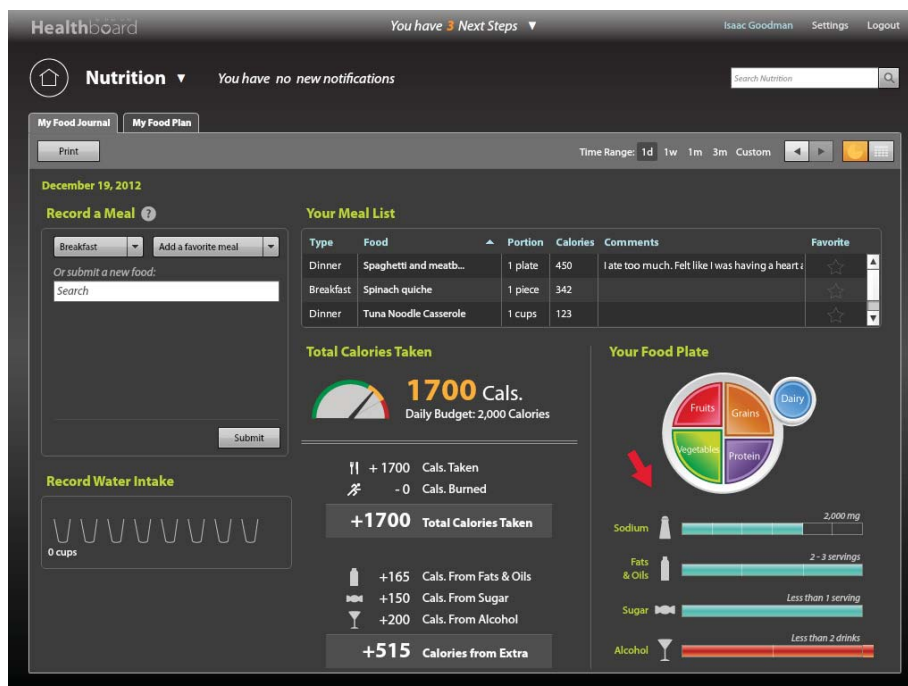 Healthboard
You have 3 Next Steps ▼
Isaac Goodman Settings Logout
Nutrition ▼
You have no new notifications
Search Nutrition
My Food Journal My Food Plan
Print
Time Range: 1d 1w 1m 3m Custom
December 19, 2012
Record a Meal ?
Breakfast Add a favorite meal
Or submit a new food:
Search
Submit
Record Water Intake
0 cups
Your Meal List
Type Food Portion Calories Comments Favorite
Dinner Spaghetti and meatb... 1 plate 450 I ate too much. Felt like I was having a heart a
Breakfast Spinach quiche 1 piece 342
Dinner Tuna Noodle Casserole 1 cups 123
Total Calories Taken
1700 Cals.
Daily Budget: 2,000 Calories
+ 1700 Cals. Taken
- 0 Cals. Burned
+1700 Total Calories Taken
+165 Cals. From Fats & Oils
+150 Cals. From Sugar
+200 Cals. From Alcohol
+515 Calories from Extra
Your Food Plate
Dairy
Fruits
Grains
Vegetables
Protein
2,000 mg
Sodium
2 - 3 servings
Fats
& Oils
Less than 1 serving
Sugar
Less than 2 drinks
Alcohol